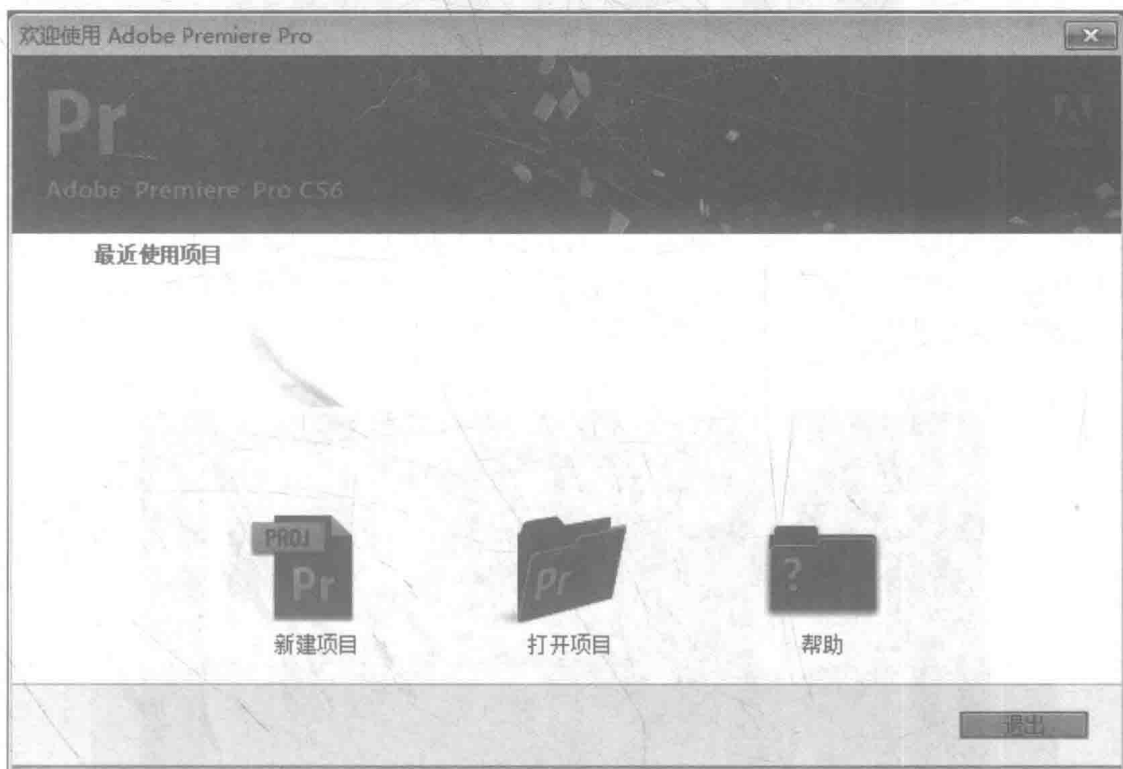 欢迎使用 Adobe Premiere Pro
Pr
Adobe Premiere Pro CS6
最近使用项目
PROJ
Pr
Pr
?
新建项目
打开项目
帮助
退出